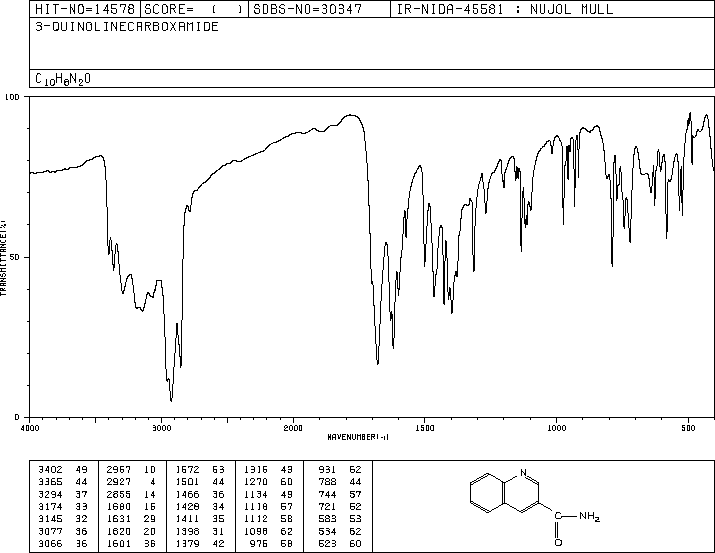 HIT-NO=14578 SCORE= ( ) SDBS-NO=30347 IR-NIDA-45581 : NUJOL MULL
3-QUINOLINECARBOXAMIDE
C10H8N2O
100
50
0
TRANSMITTANCE(%)
4000 3000 2000 1500 1000 500
WAVENUMBER(-1)
3402 49 2967 10 1572 53 1316 43 931 62
3365 44 2927 4 1501 44 1270 60 788 44
3294 37 2855 14 1466 36 1134 49 744 57
3174 33 1680 16 1428 34 1118 57 721 52
3145 32 1631 29 1411 35 1112 58 583 53
3077 36 1620 20 1398 31 1098 62 534 62
3066 36 1601 36 1379 42 976 58 523 60
N
C
NH2
O